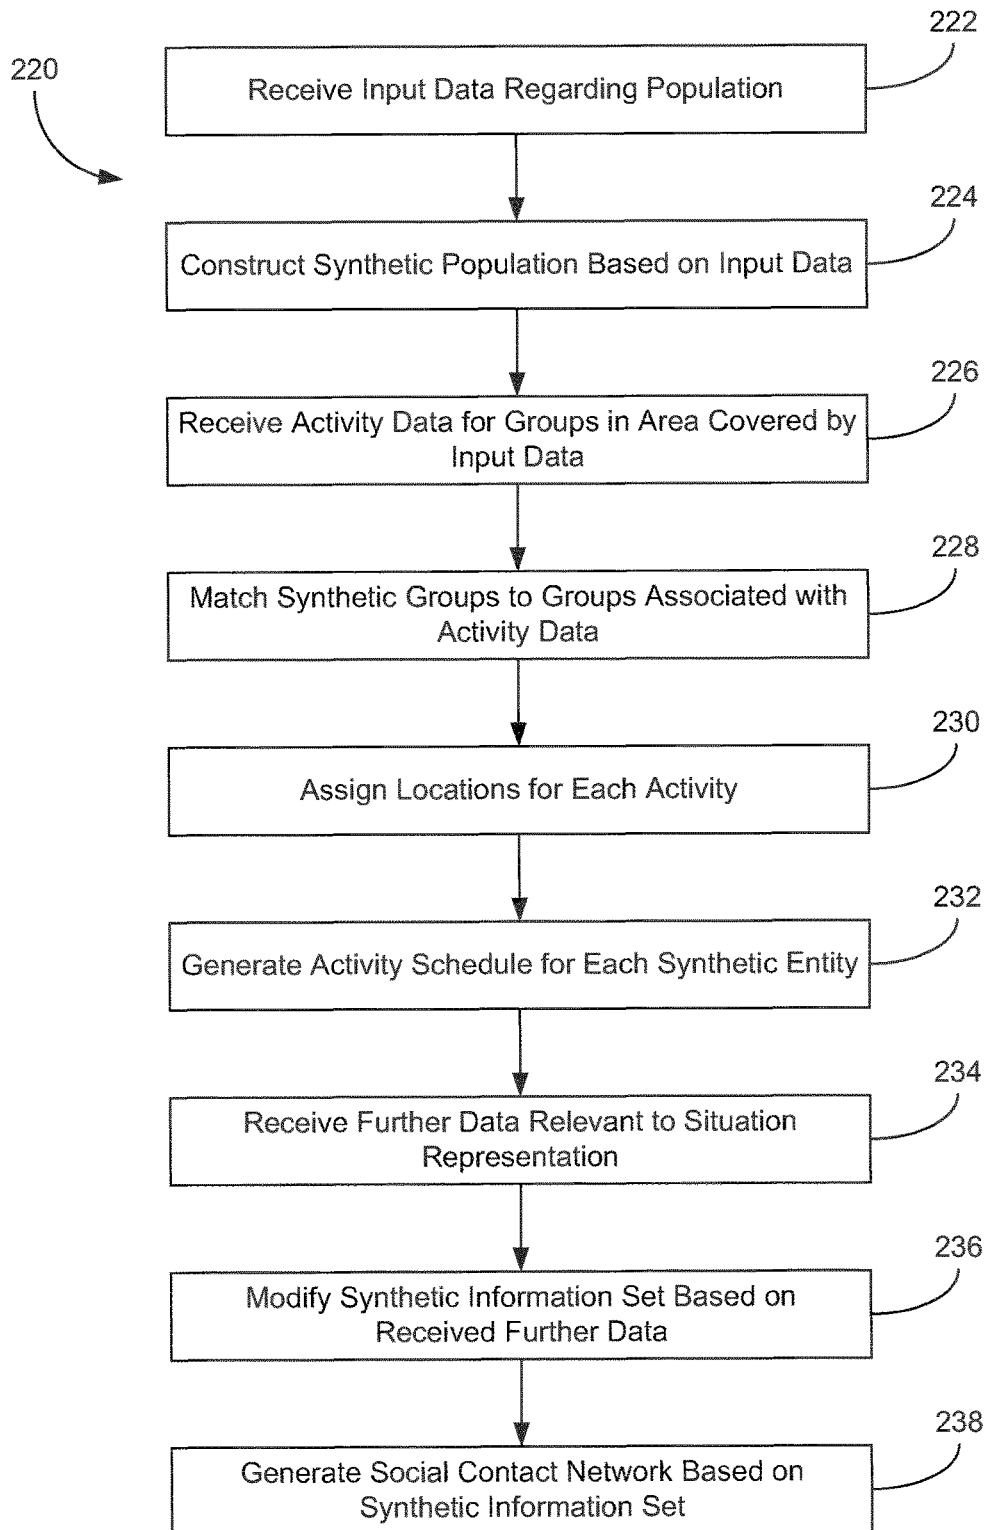 222
220
Receive Input Data Regarding Population
224
Construct Synthetic Population Based on Input Data
226
Receive Activity Data for Groups in Area Covered by
Input Data
228
Match Synthetic Groups to Groups Associated with
Activity Data
230
Assign Locations for Each Activity
232
Generate Activity Schedule for Each Synthetic Entity
234
Receive Further Data Relevant to Situation
Representation
236
Modify Synthetic Information Set Based on
Received Further Data
238
Generate Social Contact Network Based on
Synthetic Information Set